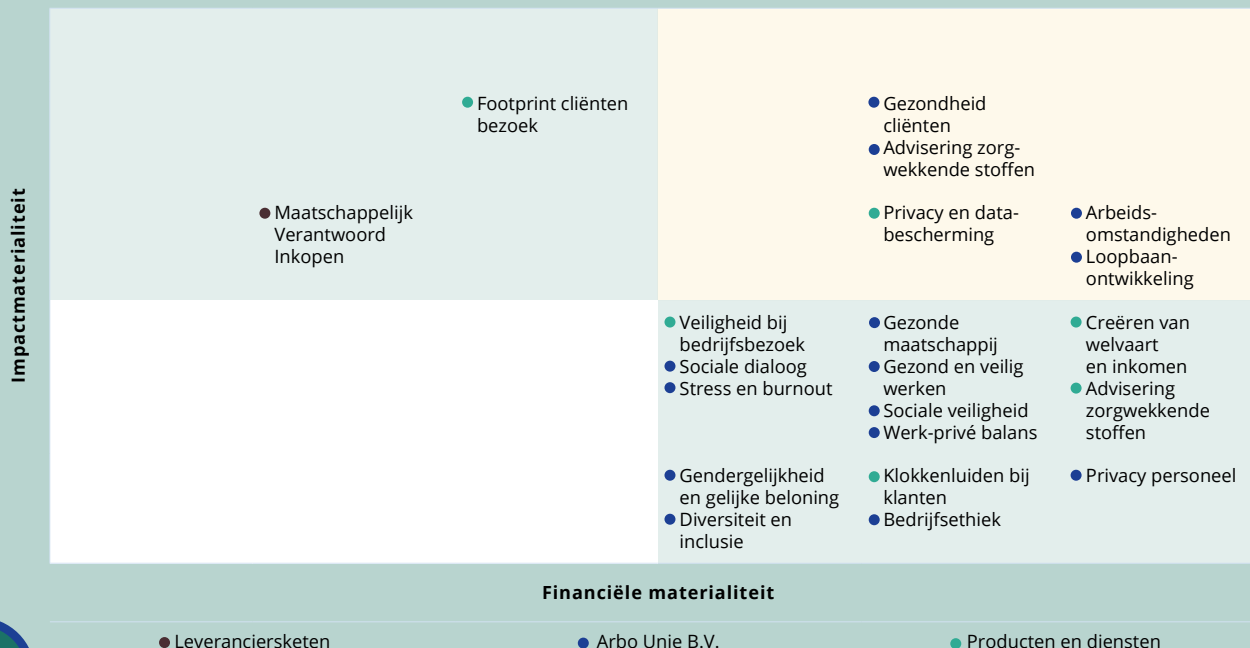 Impactmaterialiteit
Footprint cliënten
bezoek
Maatschappelijk
Verantwoord
Inkopen
Gezondheid
cliënten
Advisering zorg-
wekkende stoffen
Privacy en data-
bescherming
Arbeids-
omstandigheden
Loopbaan-
ontwikkeling
Veiligheid bij
bedrijfsbezoek
Sociale dialoog
Stress en burnout
Gendergelijkheid
en gelijke beloning
Diversiteit en
inclusie
Gezonde
maatschappij
Gezond en veilig
werken
Sociale veiligheid
Werk-privé balans
Klokkenluiden bij
klanten
Bedrijfsethiek
Creëren van
welvaart
en inkomen
Advisering
zorgwekkende
stoffen
Privacy personeel
Financiële materialiteit
Leveranciersketen
Arbo Unie B.V.
Producten en diensten